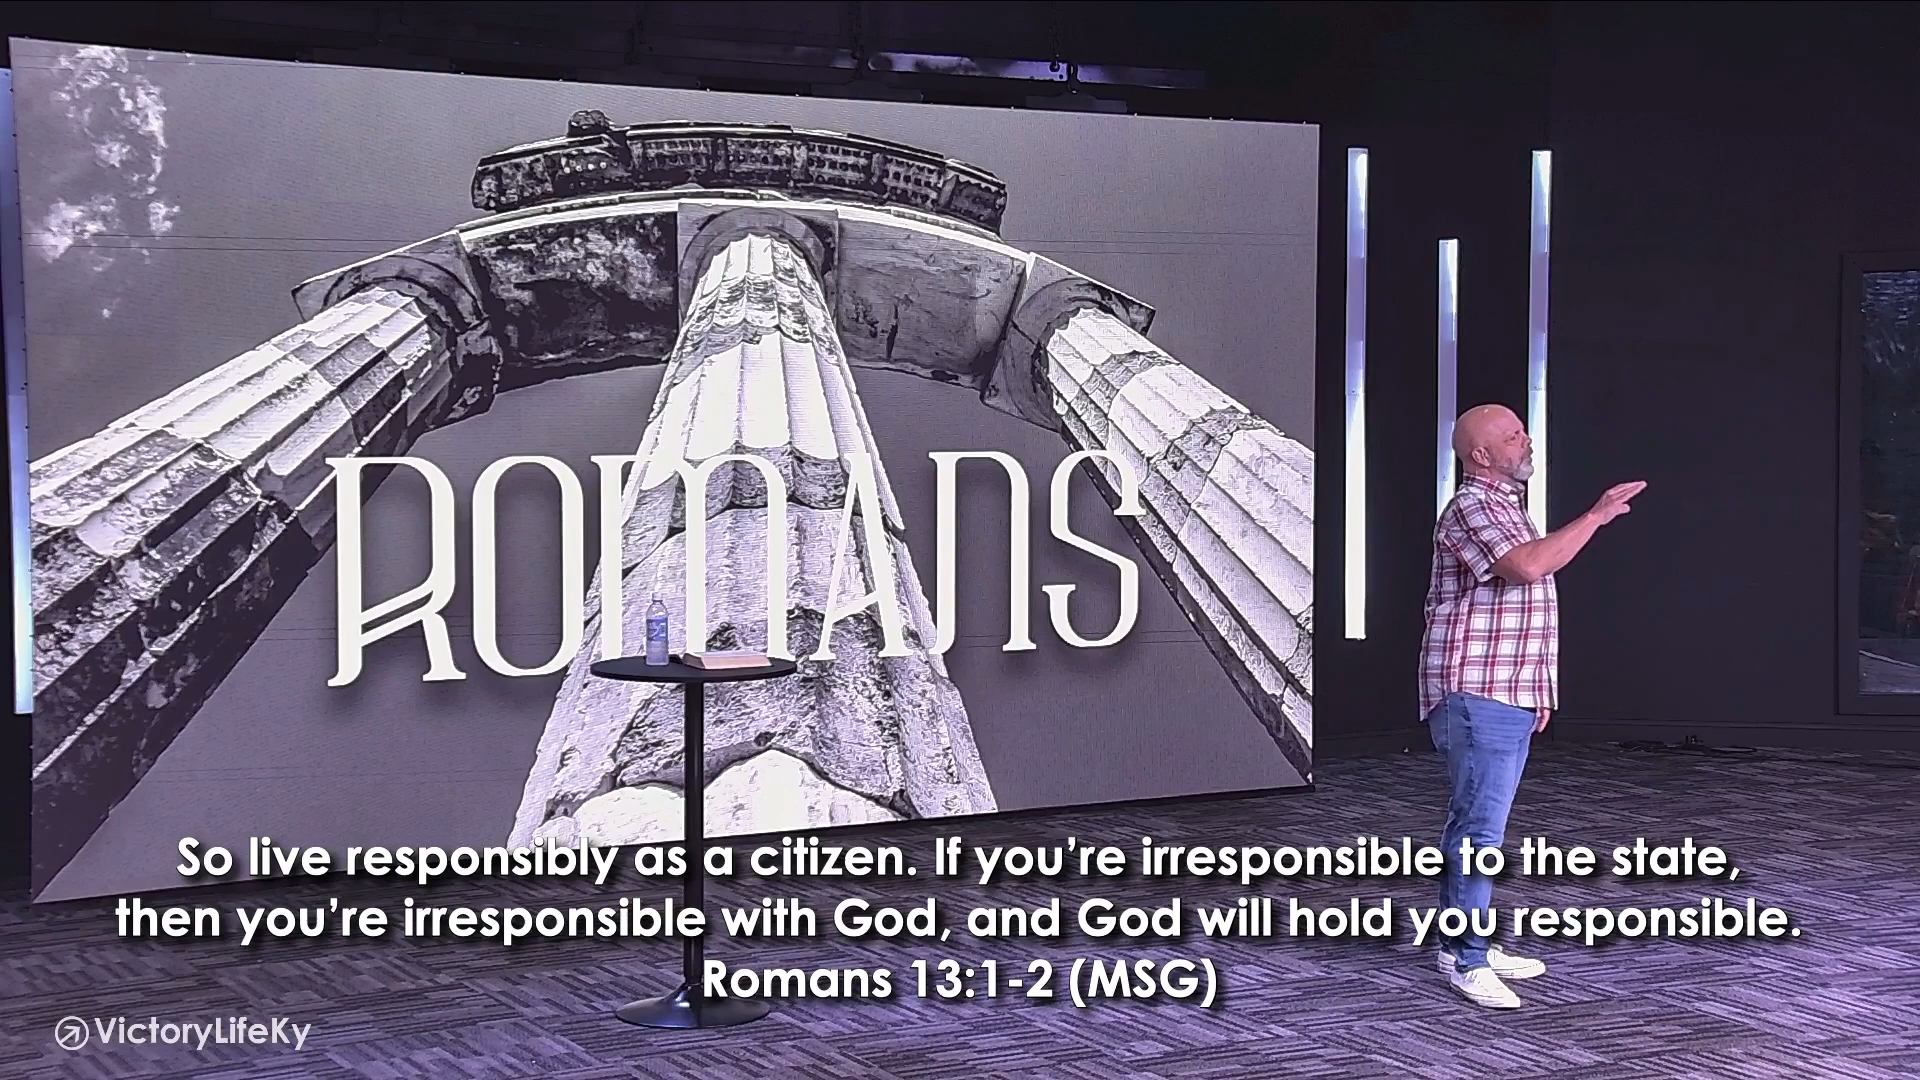 ROMANS
So live responsibly as a citizen. If you’re irresponsible to the state,
then you’re irresponsible with God, and God will hold you responsible.
Romans 13:1-2 (MSG)
VictoryLifeKy